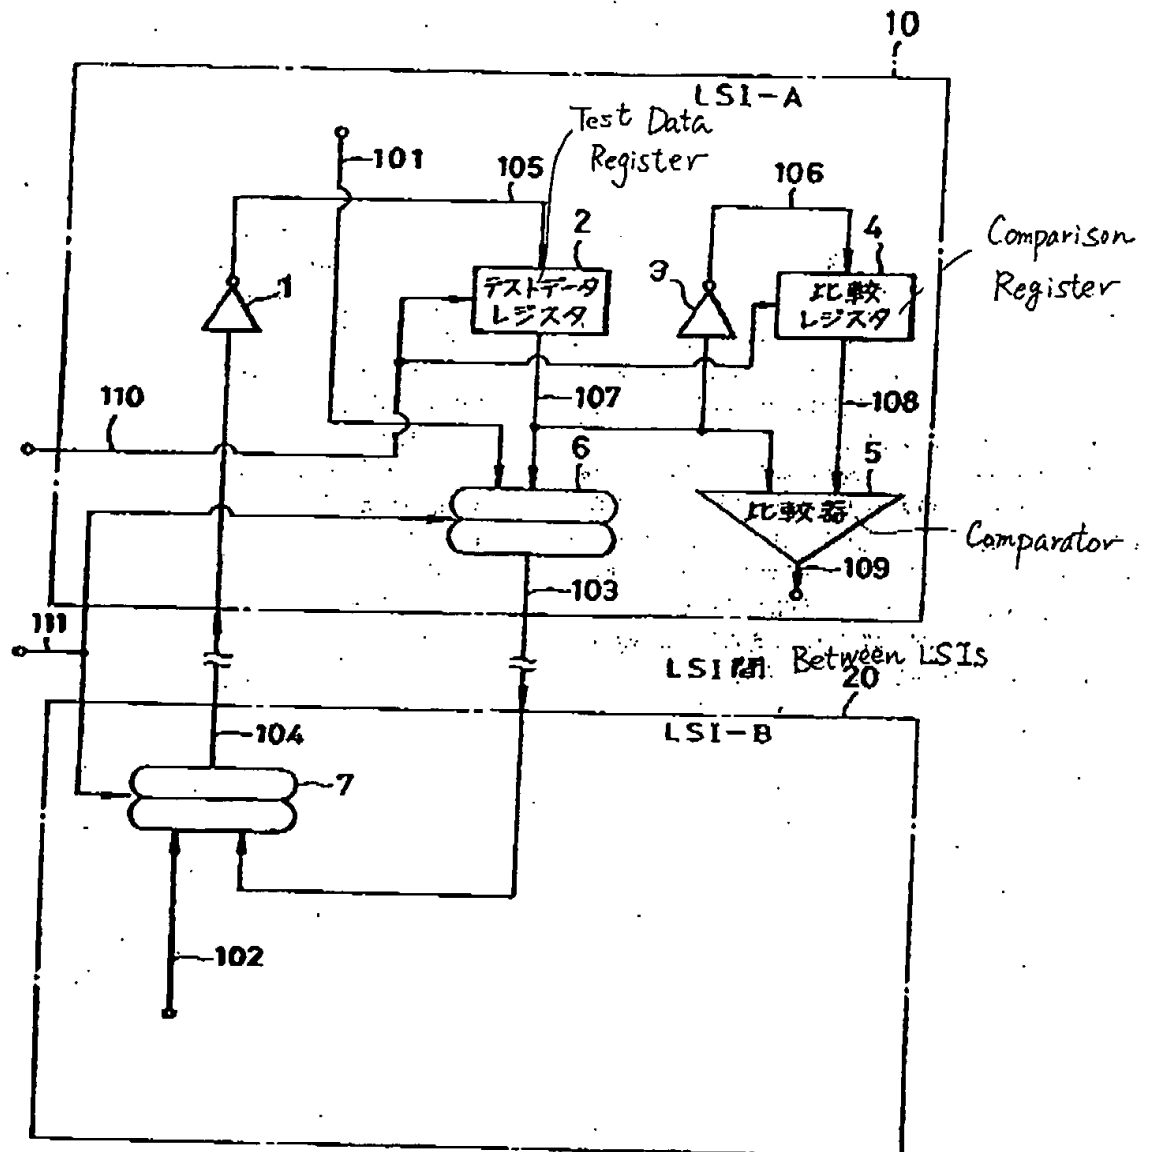 10
LSI-A
Test Data
Register
101
105
106
2
4
Comparison
Register
1
テストデータ
レジスタ
3
比較
レジスタ
110
107
108
6
5
比較器
Comparator
103
109
111
LSI間
Between LSIs
20
LSI-B
104
7
102